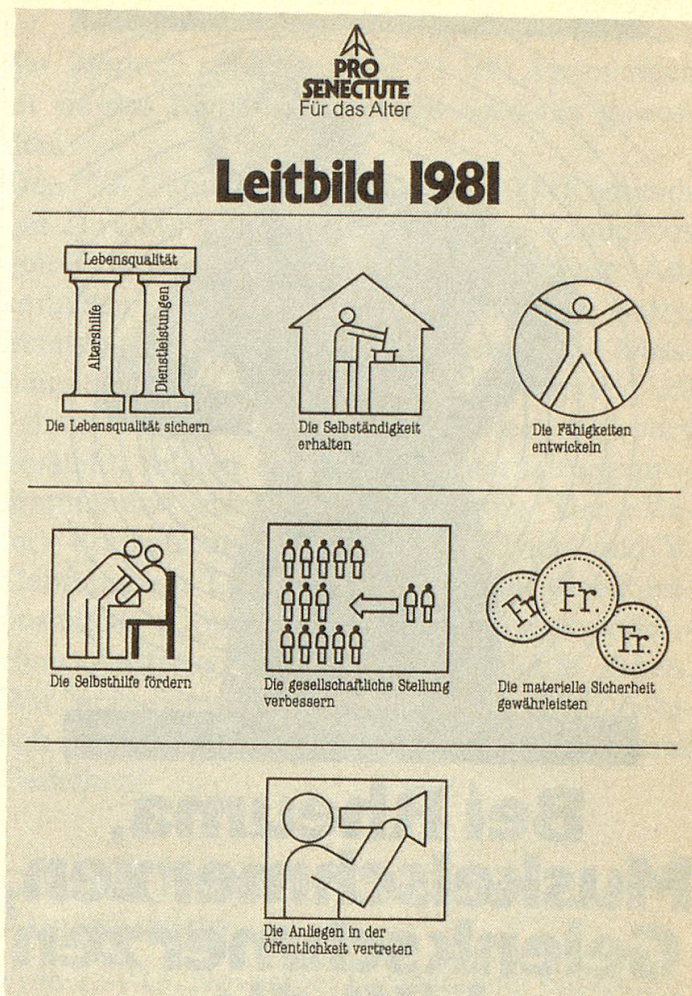 PRO
SENECTUTE
Für das Alter
Leitbild 1981
Lebensqualität
Altershilfe
Dienstleistungen
Die Lebensqualität sichern
Die Selbständigkeit
erhalten
Die Fähigkeiten
entwickeln
Die Selbsthilfe fördern
Die gesellschaftliche Stellung
verbessern
Fr.
Fr.
Fr.
Die materielle Sicherheit
gewährleisten
Die Anliegen in der
Öffentlichkeit vertreten
Bei Rheuma,